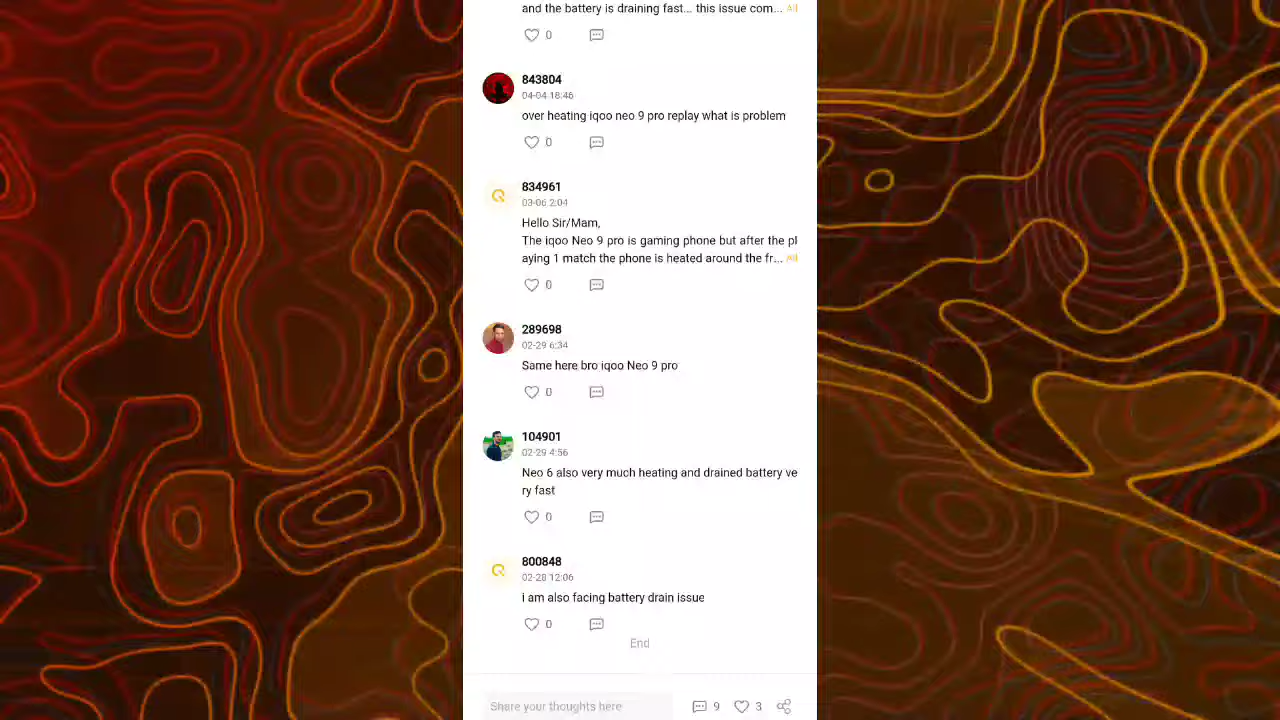 and the battery is draining fast... this issue com... All
0
843804
04-04 18:46
over heating iqoo neo 9 pro replay what is problem
0
834961
03-06 2:04
Hello Sir/Mam,
The iqoo Neo 9 pro is gaming phone but after the pl
aying 1 match the phone is heated around the fr... All
0
289698
02-29 6:34
Same here bro iqoo Neo 9 pro
0
104901
02-29 4:56
Neo 6 also very much heating and drained battery ve
ry fast
0
800848
02-28 12:06
i am also facing battery drain issue
0
End
Share your thoughts here 9 3